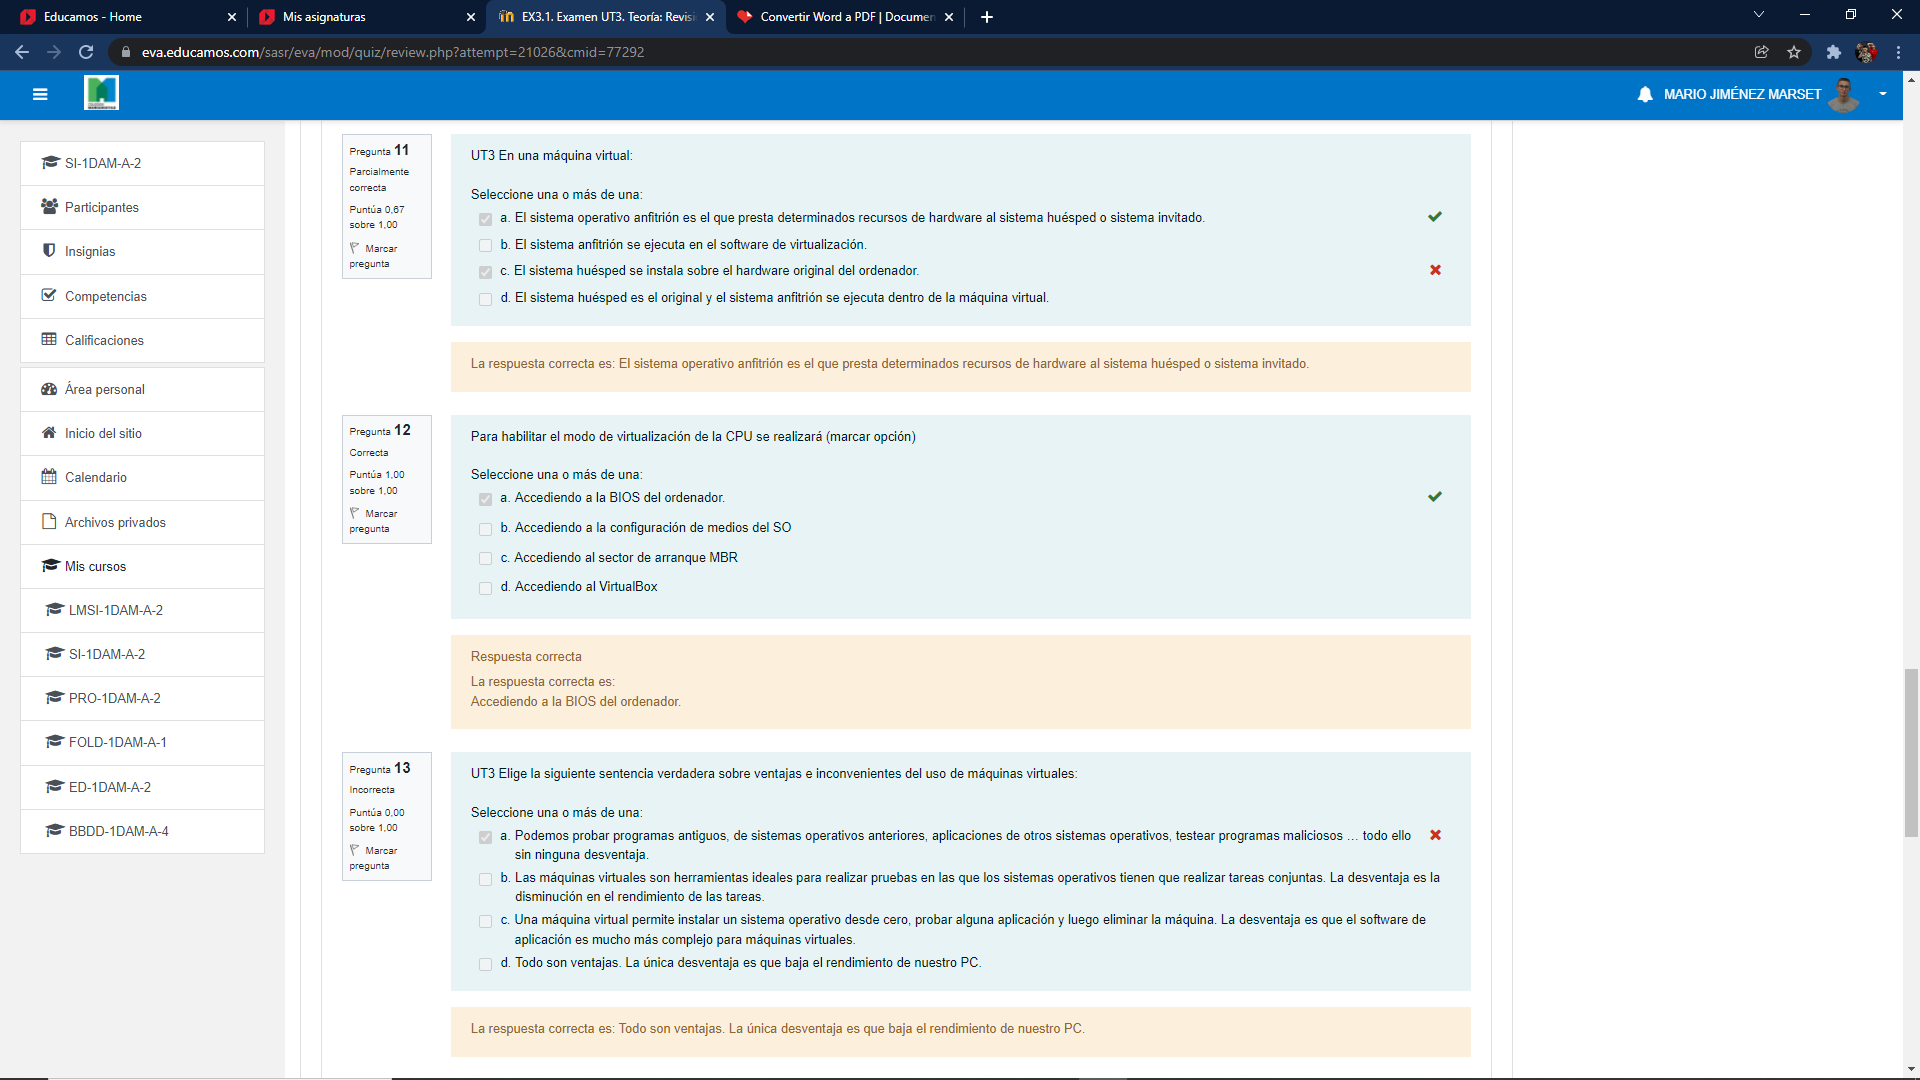 Educamos - Home
Mis asignaturas
EX3.1. Examen UT3. Teoría: Revisi
Convertir Word a PDF | Documen
eva.educamos.com/sasr/eva/mod/quiz/review.php?attempt=21026&cmid=77292
MARIO JIMÉNEZ MARSET
SI-1DAM-A-2
Participantes
Insignias
Competencias
Calificaciones
Área personal
Inicio del sitio
Calendario
Archivos privados
Mis cursos
LMSI-1DAM-A-2
SI-1DAM-A-2
PRO-1DAM-A-2
FOLD-1DAM-A-1
ED-1DAM-A-2
BBDD-1DAM-A-4
Pregunta 11
Parcialmente
correcta
Puntúa 0,67
sobre 1,00
Marcar
pregunta
UT3 En una máquina virtual:
Seleccione una o más de una:
a. El sistema operativo anfitrión es el que presta determinados recursos de hardware al sistema huésped o sistema invitado.
b. El sistema anfitrión se ejecuta en el software de virtualización.
c. El sistema huésped se instala sobre el hardware original del ordenador.
d. El sistema huésped es el original y el sistema anfitrión se ejecuta dentro de la máquina virtual.
La respuesta correcta es: El sistema operativo anfitrión es el que presta determinados recursos de hardware al sistema huésped o sistema invitado.
Pregunta 12
Correcta
Puntúa 1,00
sobre 1,00
Marcar
pregunta
Para habilitar el modo de virtualización de la CPU se realizará (marcar opción)
Seleccione una o más de una:
a. Accediendo a la BIOS del ordenador.
b. Accediendo a la configuración de medios del SO
c. Accediendo al sector de arranque MBR
d. Accediendo al VirtualBox
Respuesta correcta
La respuesta correcta es:
Accediendo a la BIOS del ordenador.
Pregunta 13
Incorrecta
Puntúa 0,00
sobre 1,00
Marcar
pregunta
UT3 Elige la siguiente sentencia verdadera sobre ventajas e inconvenientes del uso de máquinas virtuales:
Seleccione una o más de una:
a. Podemos probar programas antiguos, de sistemas operativos anteriores, aplicaciones de otros sistemas operativos, testear programas maliciosos … todo ello
sin ninguna desventaja.
b. Las máquinas virtuales son herramientas ideales para realizar pruebas en las que los sistemas operativos tienen que realizar tareas conjuntas. La desventaja es la
disminución en el rendimiento de las tareas.
c. Una máquina virtual permite instalar un sistema operativo desde cero, probar alguna aplicación y luego eliminar la máquina. La desventaja es que el software de
aplicación es mucho más complejo para máquinas virtuales.
d. Todo son ventajas. La única desventaja es que baja el rendimiento de nuestro PC.
La respuesta correcta es: Todo son ventajas. La única desventaja es que baja el rendimiento de nuestro PC.